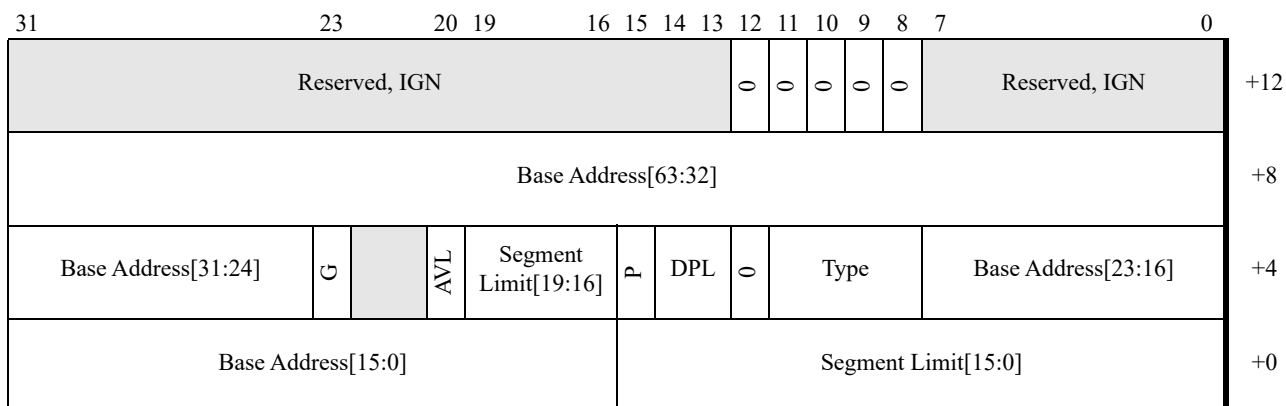 31 23 20 19 16 15 14 13 12 11 10 9 8 7 0
Reserved, IGN 0 0 0 0 0 Reserved, IGN +12
Base Address[63:32] +8
Base Address[31:24] G AVL Segment Limit[19:16] P DPL 0 Type Base Address[23:16] +4
Base Address[15:0] Segment Limit[15:0] +0